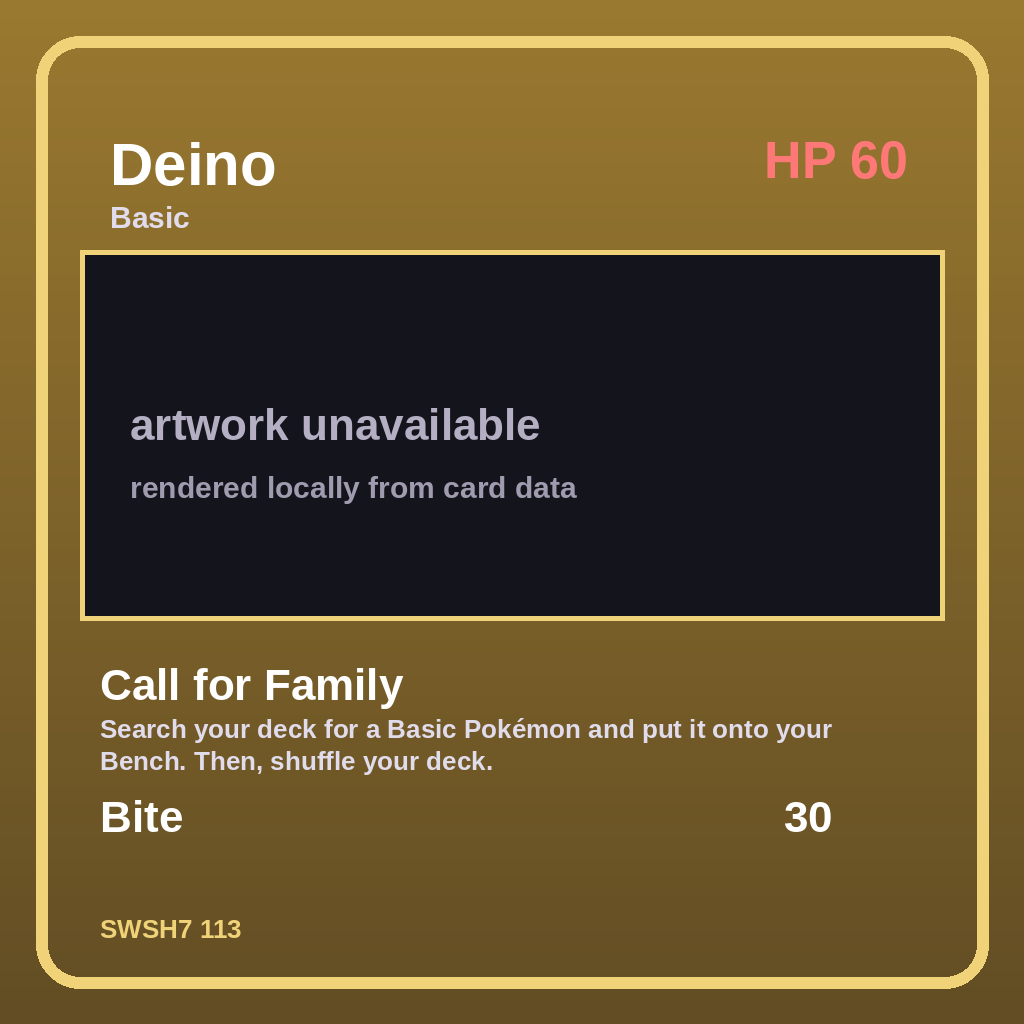 Deino
HP 60
Basic
artwork unavailable
rendered locally from card data
Call for Family
Search your deck for a Basic Pokémon and put it onto your
Bench. Then, shuffle your deck.
Bite 30
SWSH7 113